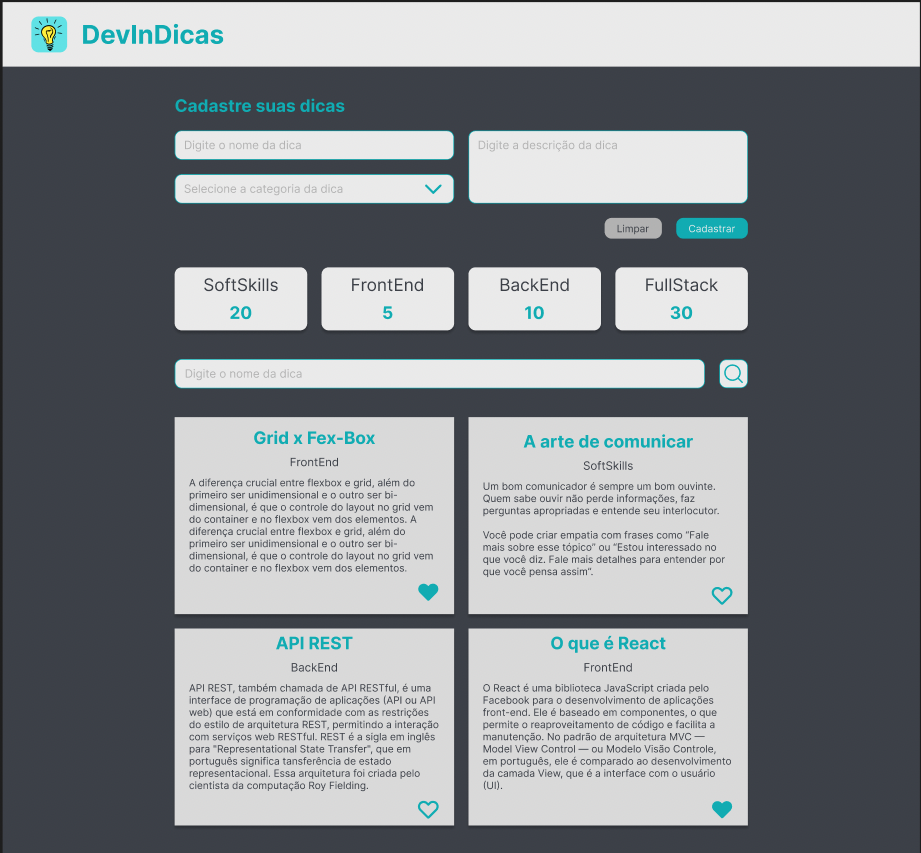 DevInDicas
Cadastre suas dicas
Digite o nome da dica
Digite a descrição da dica
Selecione a categoria da dica
Limpar
Cadastrar
SoftSkills
20
FrontEnd
5
BackEnd
10
FullStack
30
Digite o nome da dica
Grid x Fex-Box
FrontEnd
A diferença crucial entre flexbox e grid, além do
primeiro ser unidimensional e o outro ser bi-
dimensional, é que o controle do layout no grid vem
do container e no flexbox vem dos elementos. A
diferença crucial entre flexbox e grid, além do
primeiro ser unidimensional e o outro ser bi-
dimensional, é que o controle do layout no grid vem
do container e no flexbox vem dos elementos.
A arte de comunicar
SoftSkills
Um bom comunicador é sempre um bom ouvinte.
Quem sabe ouvir não perde informações, faz
perguntas apropriadas e entende seu interlocutor.
Você pode criar empatia com frases como “Fale
mais sobre esse tópico” ou “Estou interessado no
que você diz. Fale mais detalhes para entender por
que você pensa assim”.
API REST
BackEnd
API REST, também chamada de API RESTful, é uma
interface de programação de aplicações (API ou API
web) que está em conformidade com as restrições
do estilo de arquitetura REST, permitindo a interação
com serviços web RESTful. REST é a sigla em inglês
para "Representational State Transfer", que em
português significa tansferência de estado
representacional. Essa arquitetura foi criada pelo
cientista da computação Roy Fielding.
O que é React
FrontEnd
O React é uma biblioteca JavaScript criada pelo
Facebook para o desenvolvimento de aplicações
front-end. Ele é baseado em componentes, o que
permite o reaproveitamento de código e facilita a
manutenção. No padrão de arquitetura MVC —
Model View Control — ou Modelo Visão Controle,
em português, ele é comparado ao desenvolvimento
da camada View, que é a interface com o usuário
(UI).